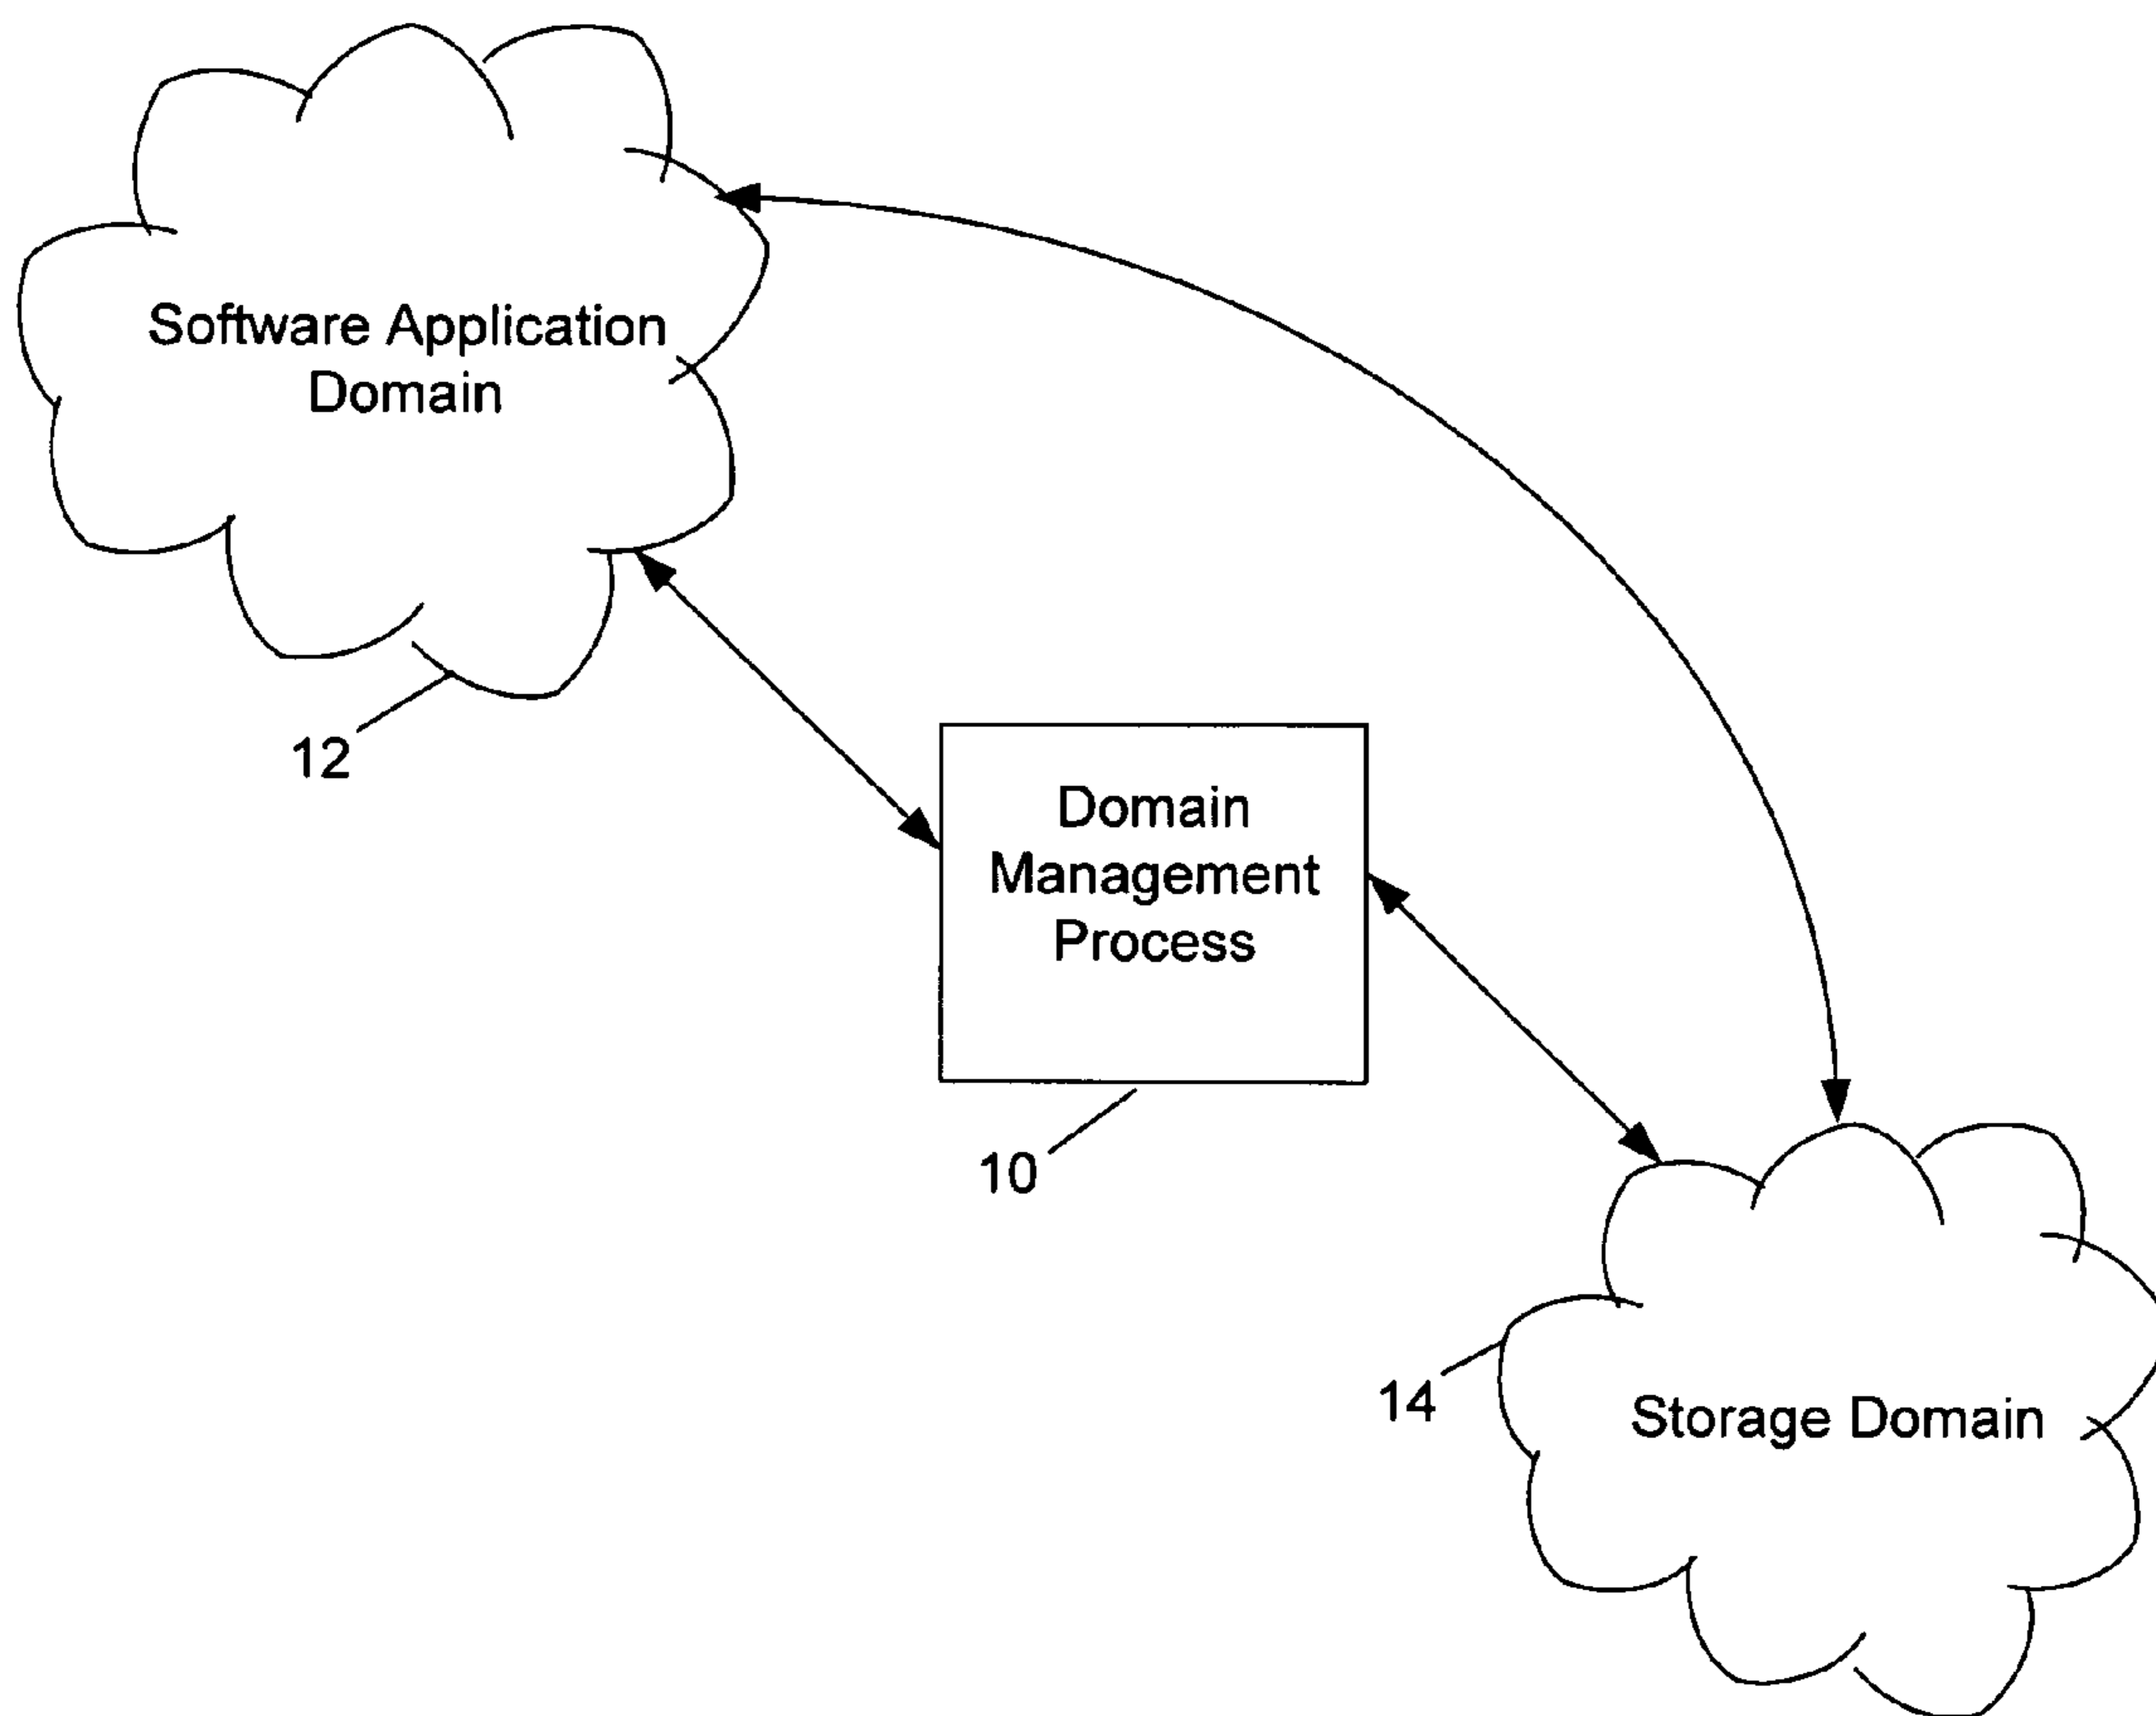 Software Application
Domain
12
Domain
Management
Process
10
14
Storage Domain